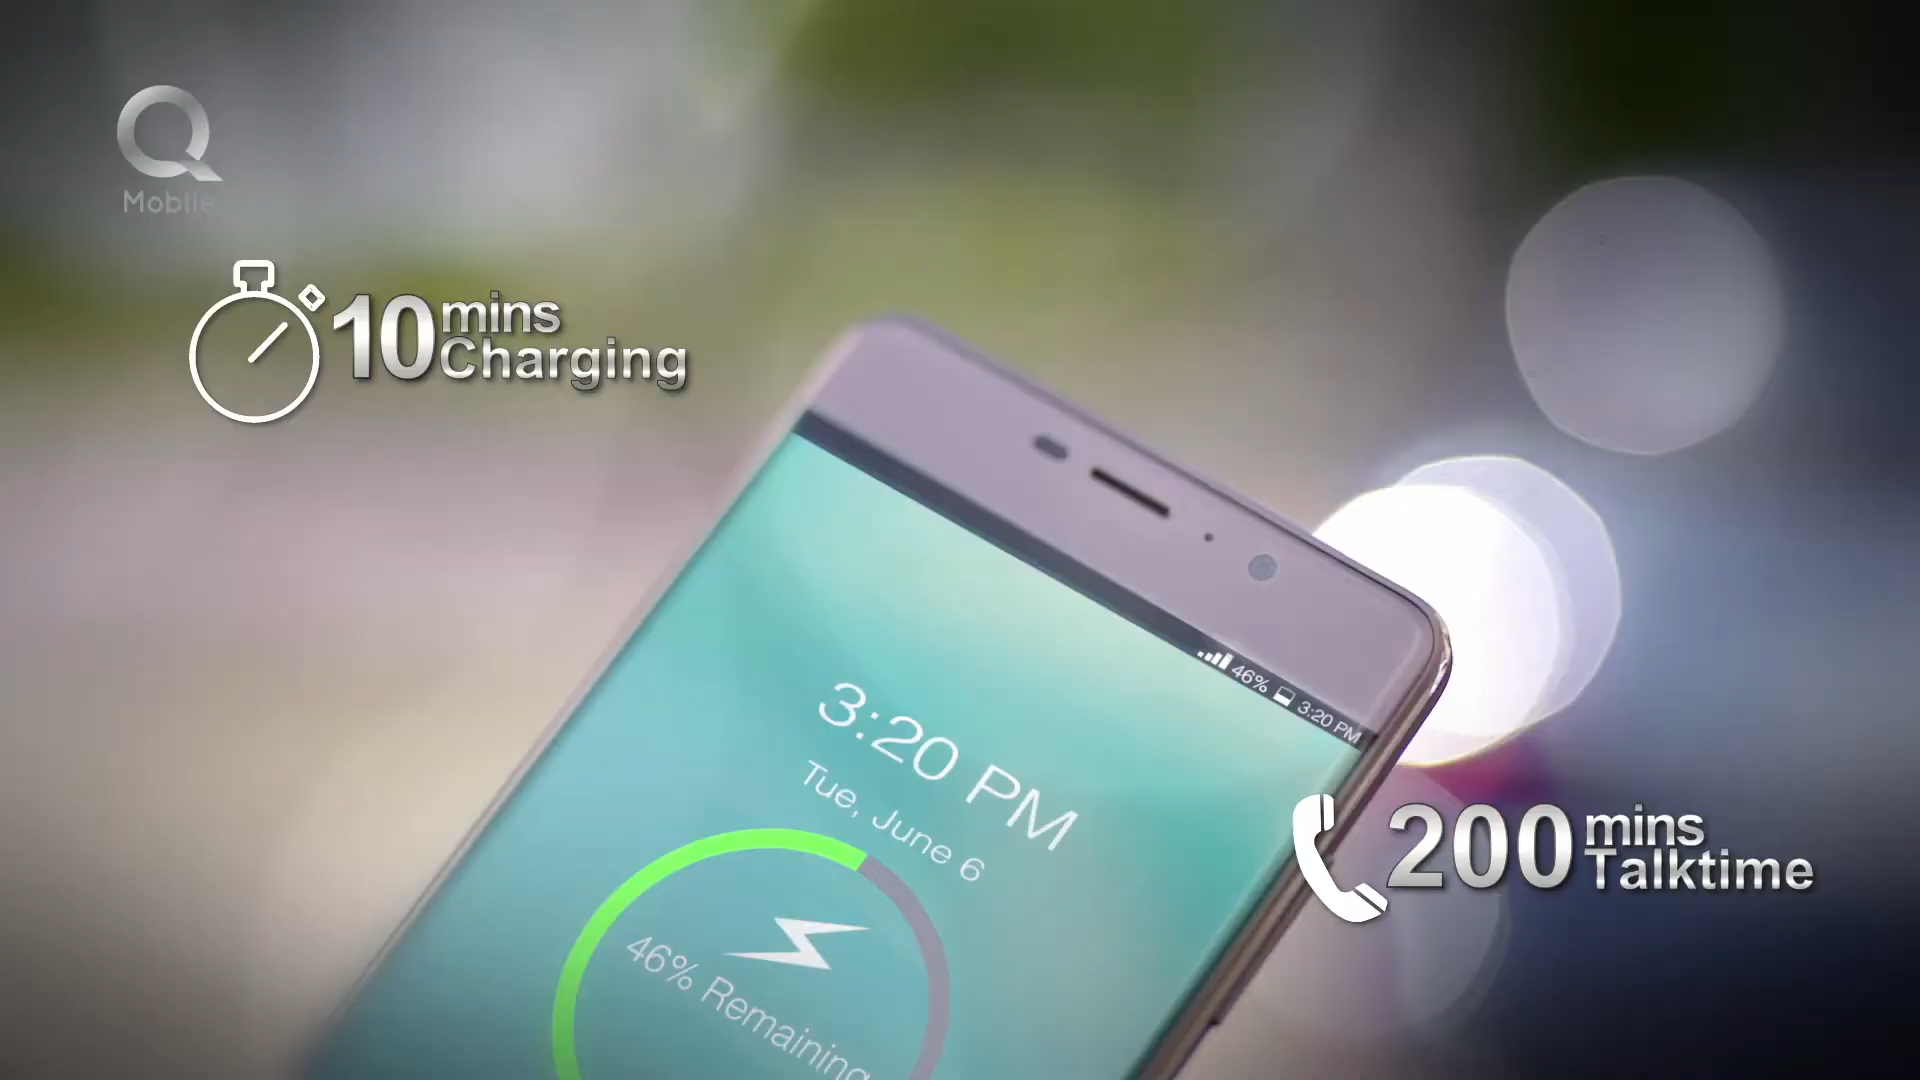 Q
Mobile
10 mins
Charging
46% 3:20 PM
3:20 PM
Tue, June 6
46% Remaining
200 mins
Talktime